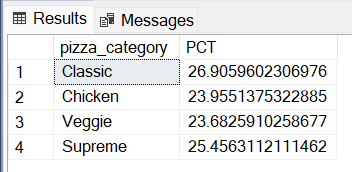 Results Messages
pizza_category PCT
1 Classic 26.9059602306976
2 Chicken 23.9551375322885
3 Veggie 23.6825910258677
4 Supreme 25.4563112111462